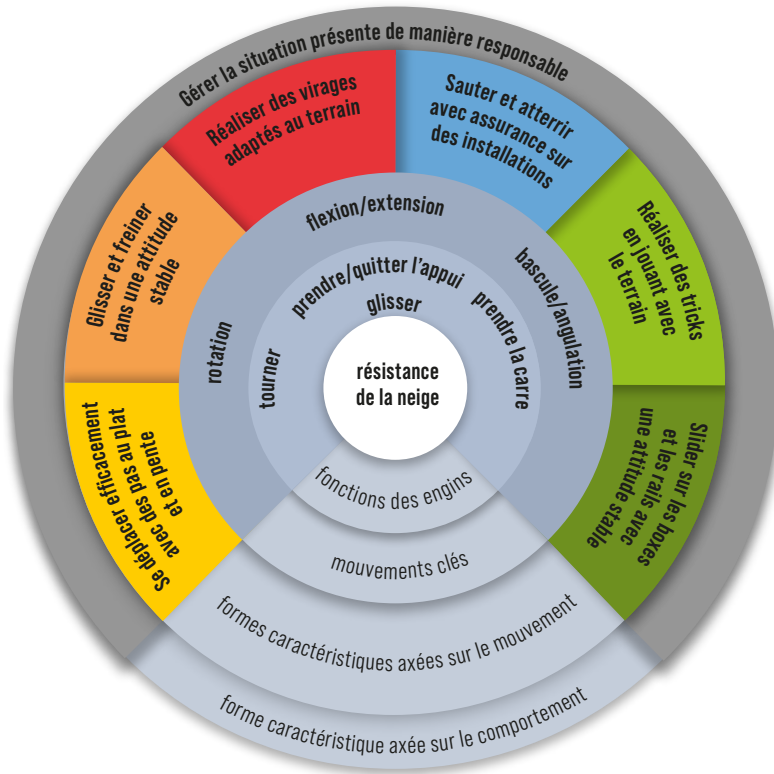 Gérer la situation présente de manière responsable
Réaliser des virages
adaptés au terrain
Sauter et atterrir
avec assurance sur
des installations
Glisser et freiner
dans une attitude
stable
Réaliser des tricks
en jouant avec
le terrain
Se déplacer efficacement
avec des pas au plat
et en pente
Slider sur les boxes
et les rails avec
une attitude stable
flexion/extension
rotation
bascule/angulation
prendre/quitter l'appui
glisser
tourner
prendre la carre
résistance
de la neige
fonctions des engins
mouvements clés
formes caractéristiques axées sur le mouvement
forme caractéristique axée sur le comportement